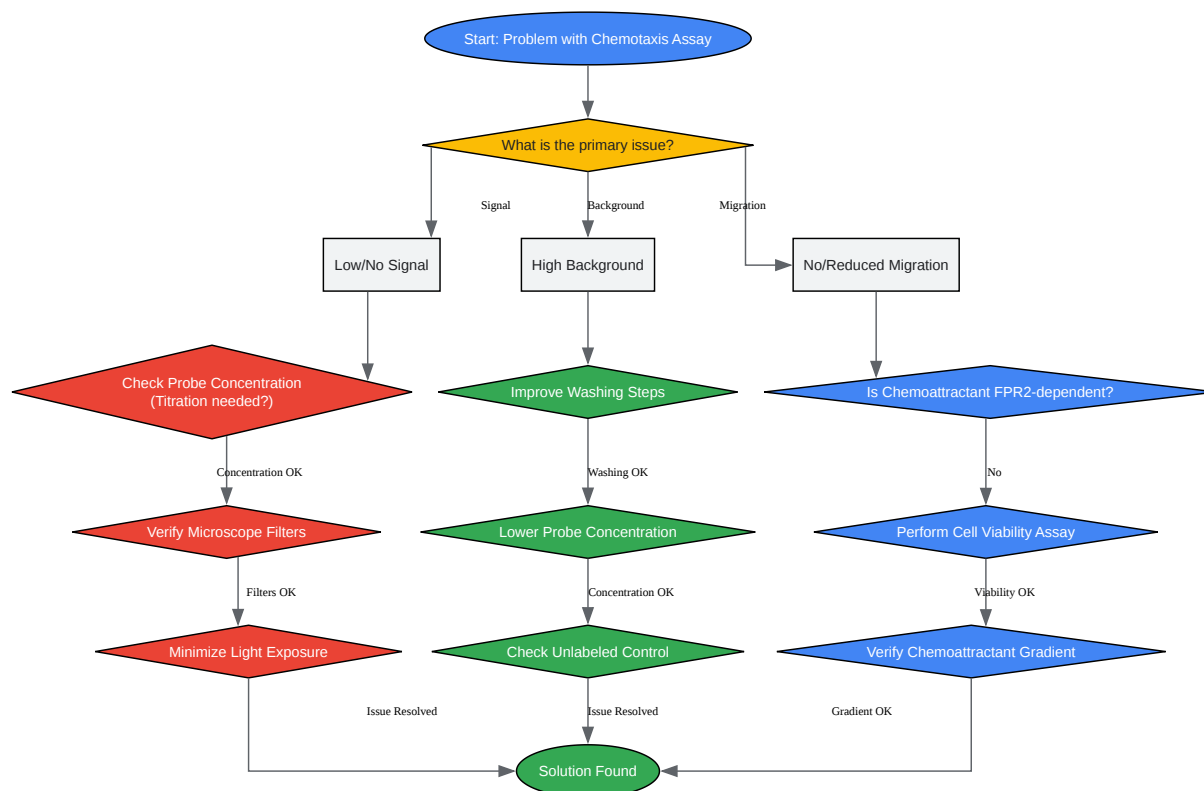 Start: Problem with Chemotaxis Assay
What is the primary issue?
Signal
Background
Migration
Low/No Signal
High Background
No/Reduced Migration
Check Probe Concentration
(Titration needed?)
Improve Washing Steps
Is Chemoattractant FPR2-dependent?
Concentration OK
Washing OK
No
Verify Microscope Filters
Lower Probe Concentration
Perform Cell Viability Assay
Filters OK
Concentration OK
Viability OK
Minimize Light Exposure
Check Unlabeled Control
Verify Chemoattractant Gradient
Issue Resolved
Issue Resolved
Gradient OK
Solution Found